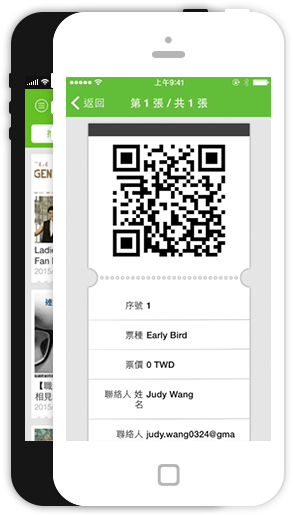 上午9:41
返回
第 1 張 / 共 1 張
GEN
Ladie
Fan
2015/
【職
相見
2015
序號 1
票種 Early Bird
票價 0 TWD
聯絡人 姓名 Judy Wang
聯絡人 judy.wang0324@gma